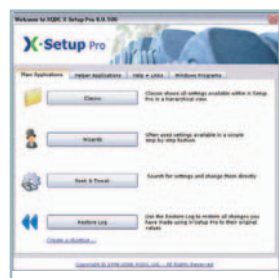 Welcome to XQDC X-Setup Pro
X-Setup Pro
Main Applications
Helper Applications
Help + Links
Windows Programs
Classic
Classic shows all settings available within X-Setup
Pro in a hierarchical view.
Wizards
Often used settings available in a simple
step-by-step fashion.
Seek & Tweak
Search for settings and change them directly
Restore Log
Use the Restore Log to restore all changes you
have made using X-Setup Pro to their original
values
Create a shortcut...
All Rights Reserved